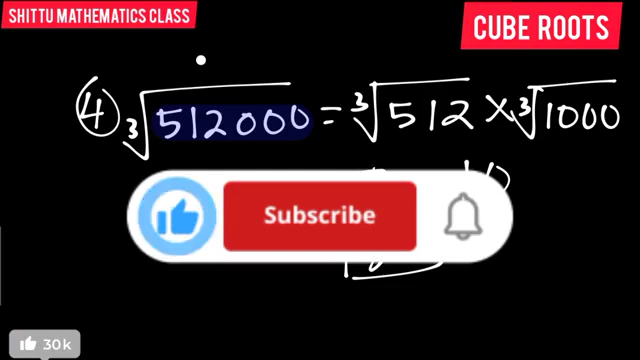 SHITTU MATHEMATICS CLASS
CUBE ROOTS
④ ∛512000 = ∛512 × ∛1000
Subscribe
30k